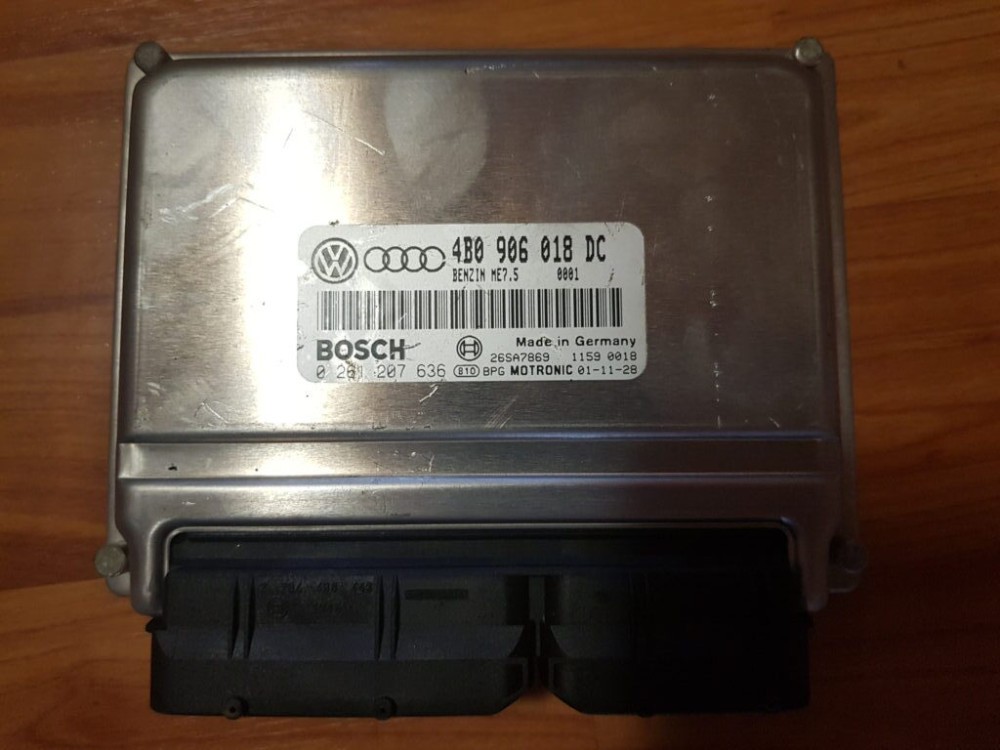 4B0 906 018 DC
BENZIN ME7.5 0001
BOSCH
Made in Germany
26SA7869 1159 0018
0 261 207 636 810 BPG MOTRONIC 01-11-28